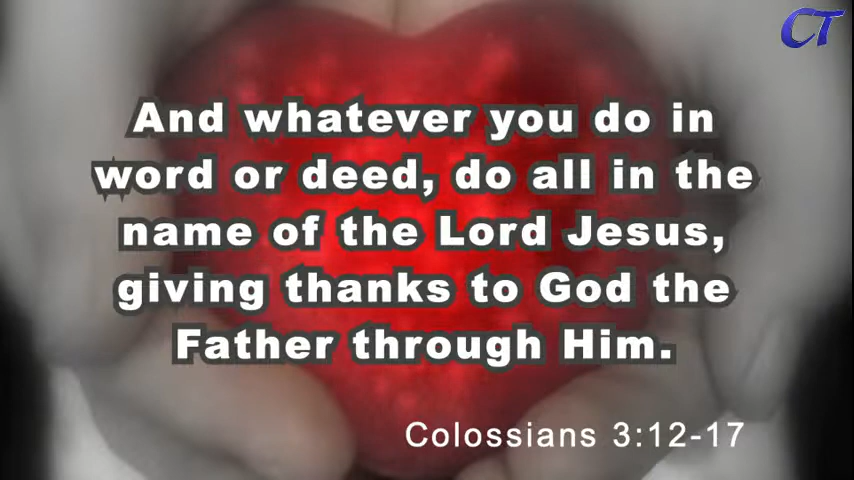 CT
And whatever you do in
word or deed, do all in the
name of the Lord Jesus,
giving thanks to God the
Father through Him.
Colossians 3:12-17